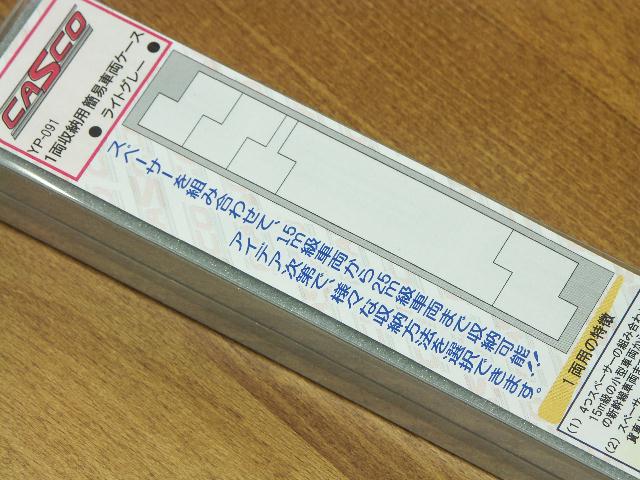 CASCO
YP-091
1両収納用 簡易車両ケース
● ライトグレー ●
スペーサーを組み合わせて、15m級車両から25m級車両まで収納可能!!
アイデア次第で、様々な収納方法を選択できます。
1両用の特徴
(1) 4つスペーサーの組み合わ
15m級の小型車両か
の新幹線車両ま
(2) スペーサー
貨車